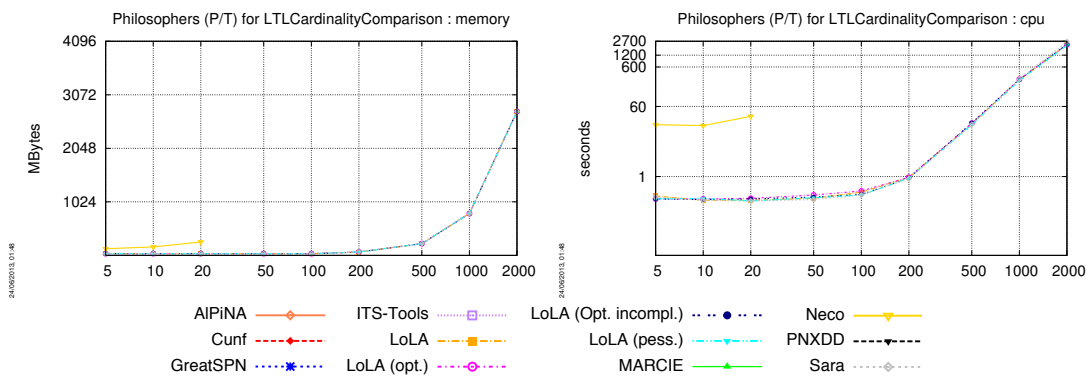 Philosophers (P/T) for LTLCardinalityComparison : memory
4096
3072
2048
1024
MBytes
5 10 20 50 100 200 500 1000 2000
24/06/2013, 01:48
Philosophers (P/T) for LTLCardinalityComparison : cpu
2700
1200
600
60
1
seconds
5 10 20 50 100 200 500 1000 2000
24/06/2013, 01:48
AlPiNA ITS-Tools LoLA (Opt. incompl.) Neco
Cunf LoLA LoLA (pess.) PNXDD
GreatSPN LoLA (opt.) MARCIE Sara